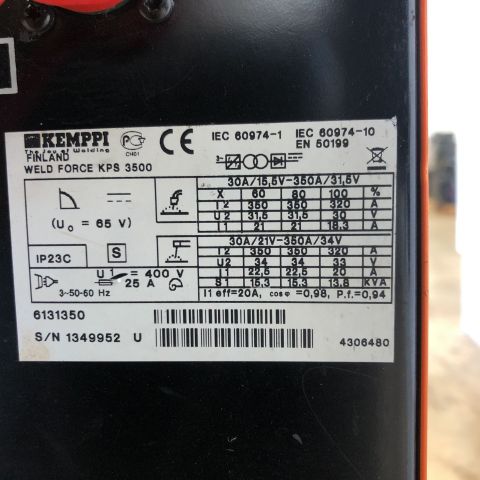 KEMPPI
The Joy of Welding
FINLAND
WELD FORCE KPS 3500
PG
CH01
CE
IEC 60974-1 IEC 60974-10
EN 50199
3~
30A/15,5V-350A/31,5V
X 60 80 100 %
I2 350 350 320 A
U2 31,5 31,5 30 V
I1 21 21 18.3 A
(U₀ = 65 V)
30A/21V-350A/34V
I2 350 350 320 A
U2 34 34 33 V
I1 22,5 22,5 20 A
S1 15,3 15,3 13,8 KVA
IP23C S
U1 = 400 V
25 A
3~50-60 Hz
I1 eff=20A, cosφ=0,98, P.f.=0,94
6131350
S/N 1349952 U
4306480